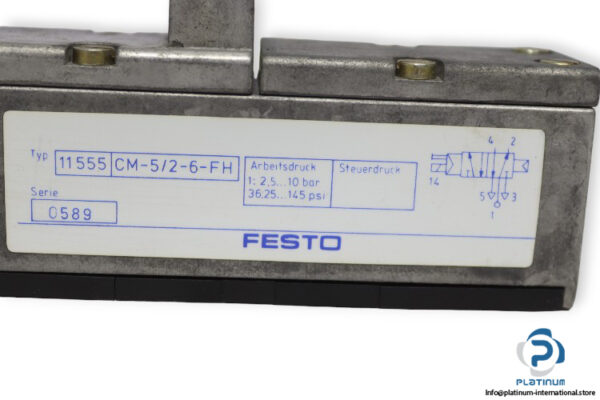 Typ 11555 CM-5/2-6-FH
Serie
0589
Arbeitsdruck
1: 2,5...10 bar
36,25...145 psi
Steuerdruck
4 2
14
5 3
1
FESTO
PLATINUM
Info@platinum-international.store